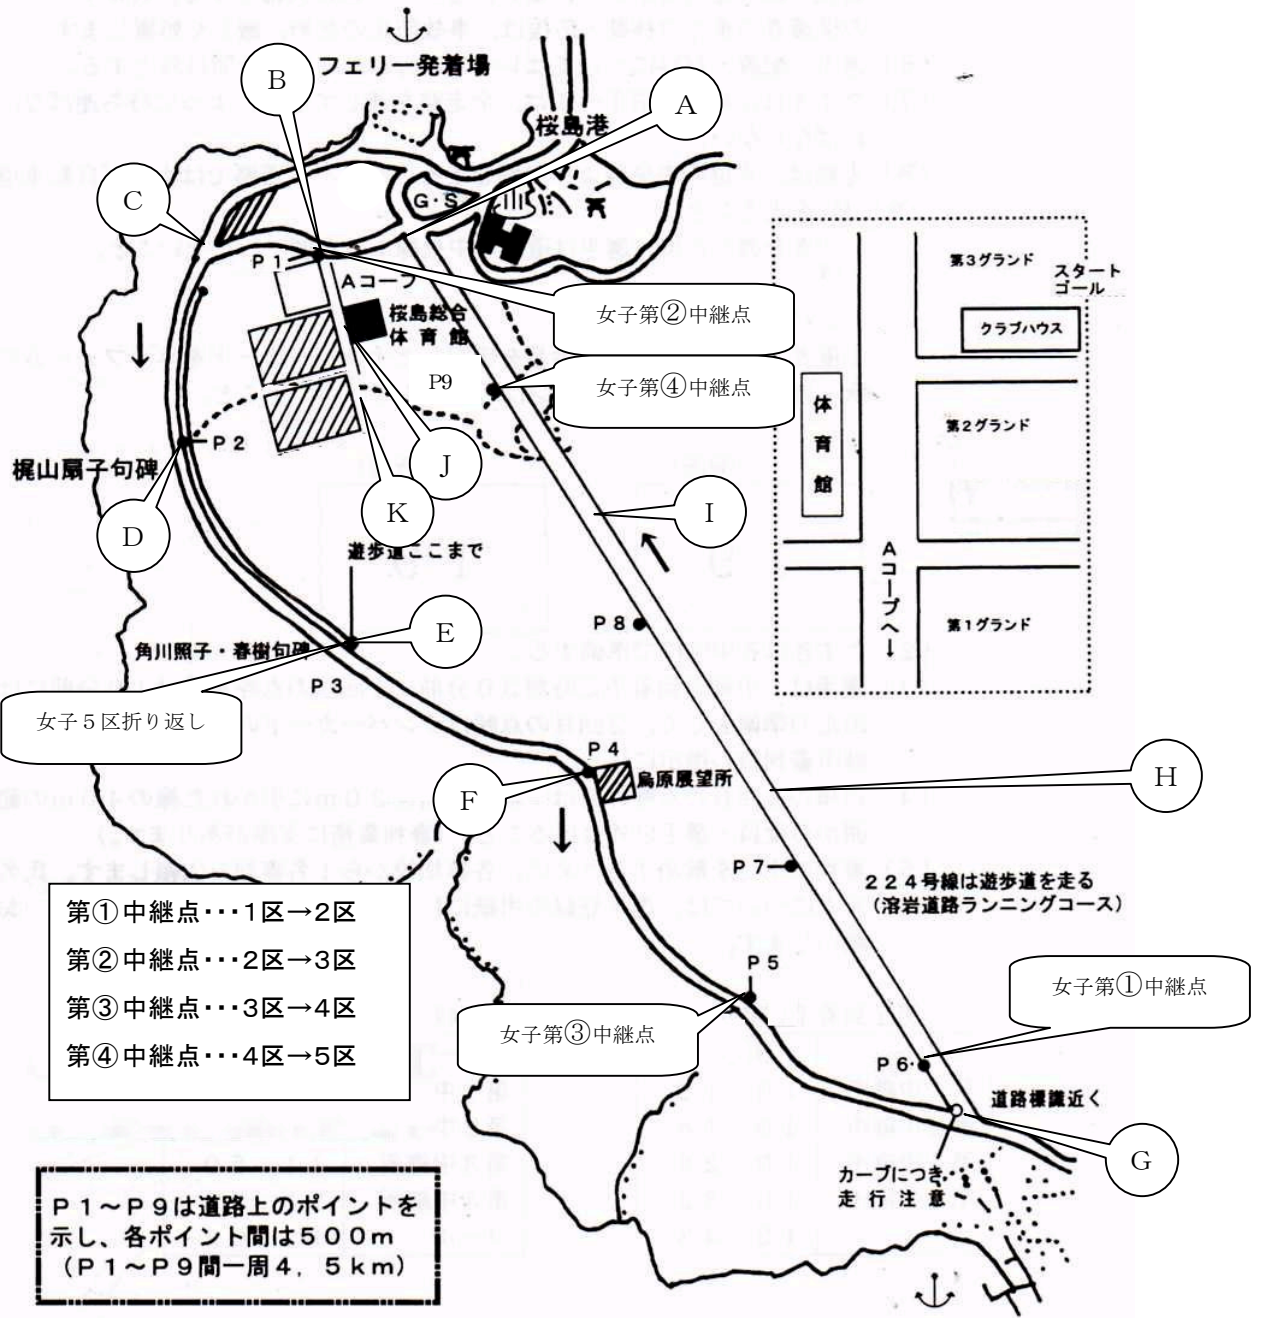 フェリー発着場
B
A
桜島港
C
G・S
P1
Aコープ
桜島総合
体育館
女子第②中継点
P9
女子第④中継点
P2
梶山扇子句碑
J
K
D
I
遊歩道ここまで
P8
E
角川照子・春樹句碑
P3
女子5区折り返し
P4
烏原展望所
F
H
P7
224号線は遊歩道を走る
(溶岩道路ランニングコース)
P5
女子第①中継点
女子第③中継点
P6
道路標識近く
G
カーブにつき
走行注意
第3グランド
スタート
ゴール
クラブハウス
体育館
第2グランド
Aコープへ
第1グランド
第①中継点・・・1区→2区
第②中継点・・・2区→3区
第③中継点・・・3区→4区
第④中継点・・・4区→5区
P1~P9は道路上のポイントを
示し、各ポイント間は500m
(P1~P9間一周4.5km)